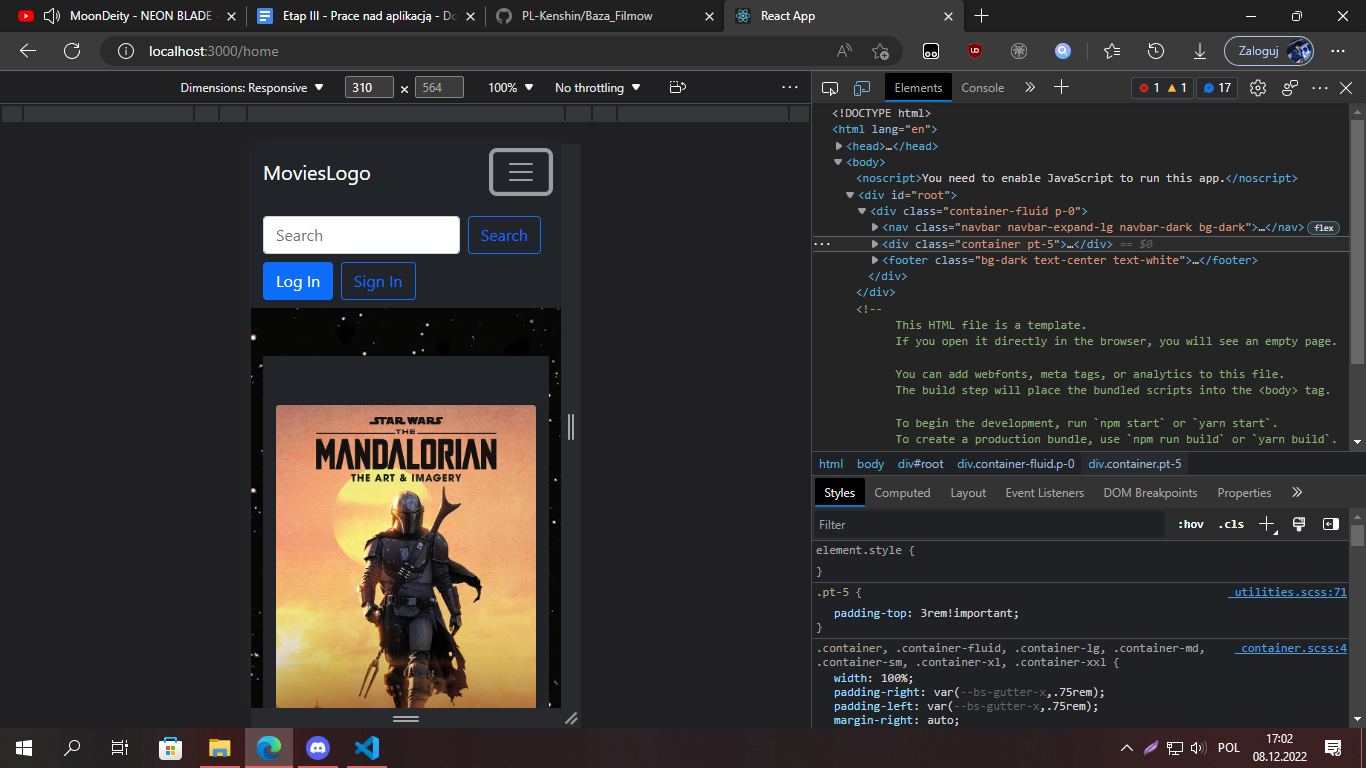 MoonDeity - NEON BLADE
Etap III - Prace nad aplikacją - Do
PL-Kenshin/Baza_Filmow
React App
localhost:3000/home
Zaloguj
Dimensions: Responsive
310
×
564
100%
No throttling
Elements
Console
1
1
17
MoviesLogo
Search
Search
Log In
Sign In
STAR WARS
THE
MANDALORIAN
THE ART & IMAGERY
<!DOCTYPE html>
<html lang="en">
<head>…</head>
<body>
<noscript>You need to enable JavaScript to run this app.</noscript>
<div id="root">
<div class="container-fluid p-0">
<nav class="navbar navbar-expand-lg navbar-dark bg-dark">…</nav> flex
<div class="container pt-5">…</div> == $0
<footer class="bg-dark text-center text-white">…</footer>
</div>
</div>
<!--
This HTML file is a template.
If you open it directly in the browser, you will see an empty page.
You can add webfonts, meta tags, or analytics to this file.
The build step will place the bundled scripts into the <body> tag.
To begin the development, run `npm start` or `yarn start`.
To create a production bundle, use `npm run build` or `yarn build`.
html body div#root div.container-fluid.p-0 div.container.pt-5
Styles Computed Layout Event Listeners DOM Breakpoints Properties
Filter
:hov .cls
element.style {
}
.pt-5 { _utilities.scss:71
padding-top: 3rem!important;
}
.container, .container-fluid, .container-lg, .container-md, _container.scss:4
.container-sm, .container-xl, .container-xxl {
width: 100%;
padding-right: var(--bs-gutter-x,.75rem);
padding-left: var(--bs-gutter-x,.75rem);
margin-right: auto;
POL
17:02
08.12.2022